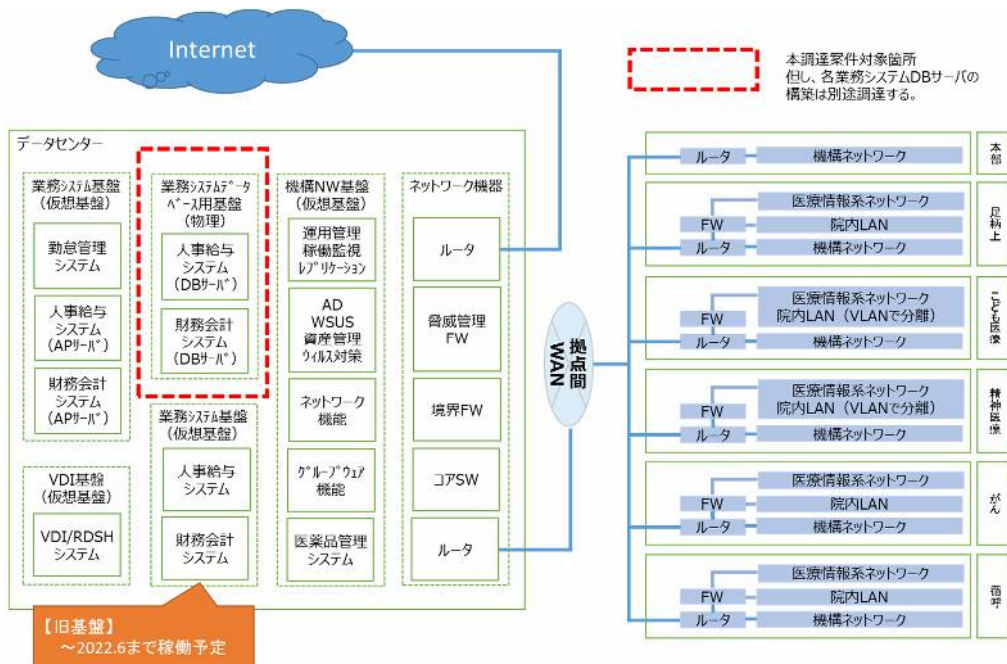 Internet
本調達案件対象箇所
但し、各業務システムDBサーバの
構築は別途調達する。
データセンター
業務システム基盤
(仮想基盤)
勤怠管理
システム
人事給与
システム
(APサーバ)
財務会計
システム
(APサーバ)
VDI基盤
(仮想基盤)
VDI/RDSH
システム
業務システムデータ
ベース用基盤
(物理)
人事給与
システム
(DBサーバ)
財務会計
システム
(DBサーバ)
業務システム基盤
(仮想基盤)
人事給与
システム
財務会計
システム
【旧基盤】
～2022.6まで稼働予定
機構NW基盤
(仮想基盤)
運用管理
稼働監視
レプリケーション
AD
WSUS
資産管理
ウィルス対策
ネットワーク
機能
グループウェア
機能
医薬品管理
システム
ネットワーク機器
ルータ
脅威管理
FW
境界FW
コアSW
ルータ
拠点間
WAN
ルータ
機構ネットワーク
本部
医療情報系ネットワーク
FW
院内LAN
ルータ
機構ネットワーク
足柄上
医療情報系ネットワーク
FW
院内LAN（VLANで分離）
ルータ
機構ネットワーク
こども医療
医療情報系ネットワーク
FW
院内LAN（VLANで分離）
ルータ
機構ネットワーク
精神医療
医療情報系ネットワーク
FW
院内LAN
ルータ
機構ネットワーク
がん
医療情報系ネットワーク
FW
院内LAN
ルータ
機構ネットワーク
循呼